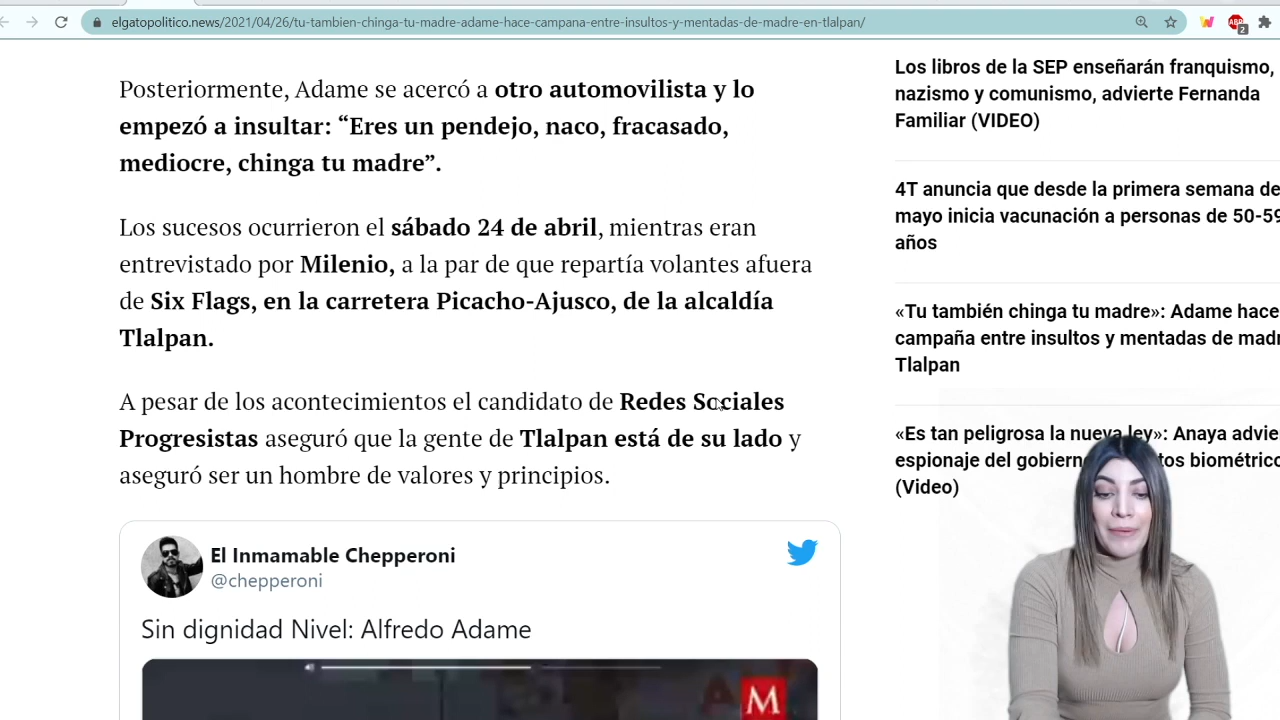 elgatopolitico.news/2021/04/26/tu-tambien-chinga-tu-madre-adame-hace-campana-entre-insultos-y-mentadas-de-madre-en-tlalpan/
ABP
2
Posteriormente, Adame se acercó a otro automovilista y lo
empezó a insultar: “Eres un pendejo, naco, fracasado,
mediocre, chinga tu madre”.
Los sucesos ocurrieron el sábado 24 de abril, mientras eran
entrevistado por Milenio, a la par de que repartía volantes afuera
de Six Flags, en la carretera Picacho-Ajusco, de la alcaldía
Tlalpan.
A pesar de los acontecimientos el candidato de Redes Sociales
Progresistas aseguró que la gente de Tlalpan está de su lado y
aseguró ser un hombre de valores y principios.
El Inmamable Chepperoni
@chepperoni
Sin dignidad Nivel: Alfredo Adame
M
Los libros de la SEP enseñarán franquismo,
nazismo y comunismo, advierte Fernanda
Familiar (VIDEO)
4T anuncia que desde la primera semana de
mayo inicia vacunación a personas de 50-59
años
«Tu también chinga tu madre»: Adame hace
campaña entre insultos y mentadas de
Tlalpan
«Es tan peligrosa la nueva ley»: Anaya
espionaje del
(Video)